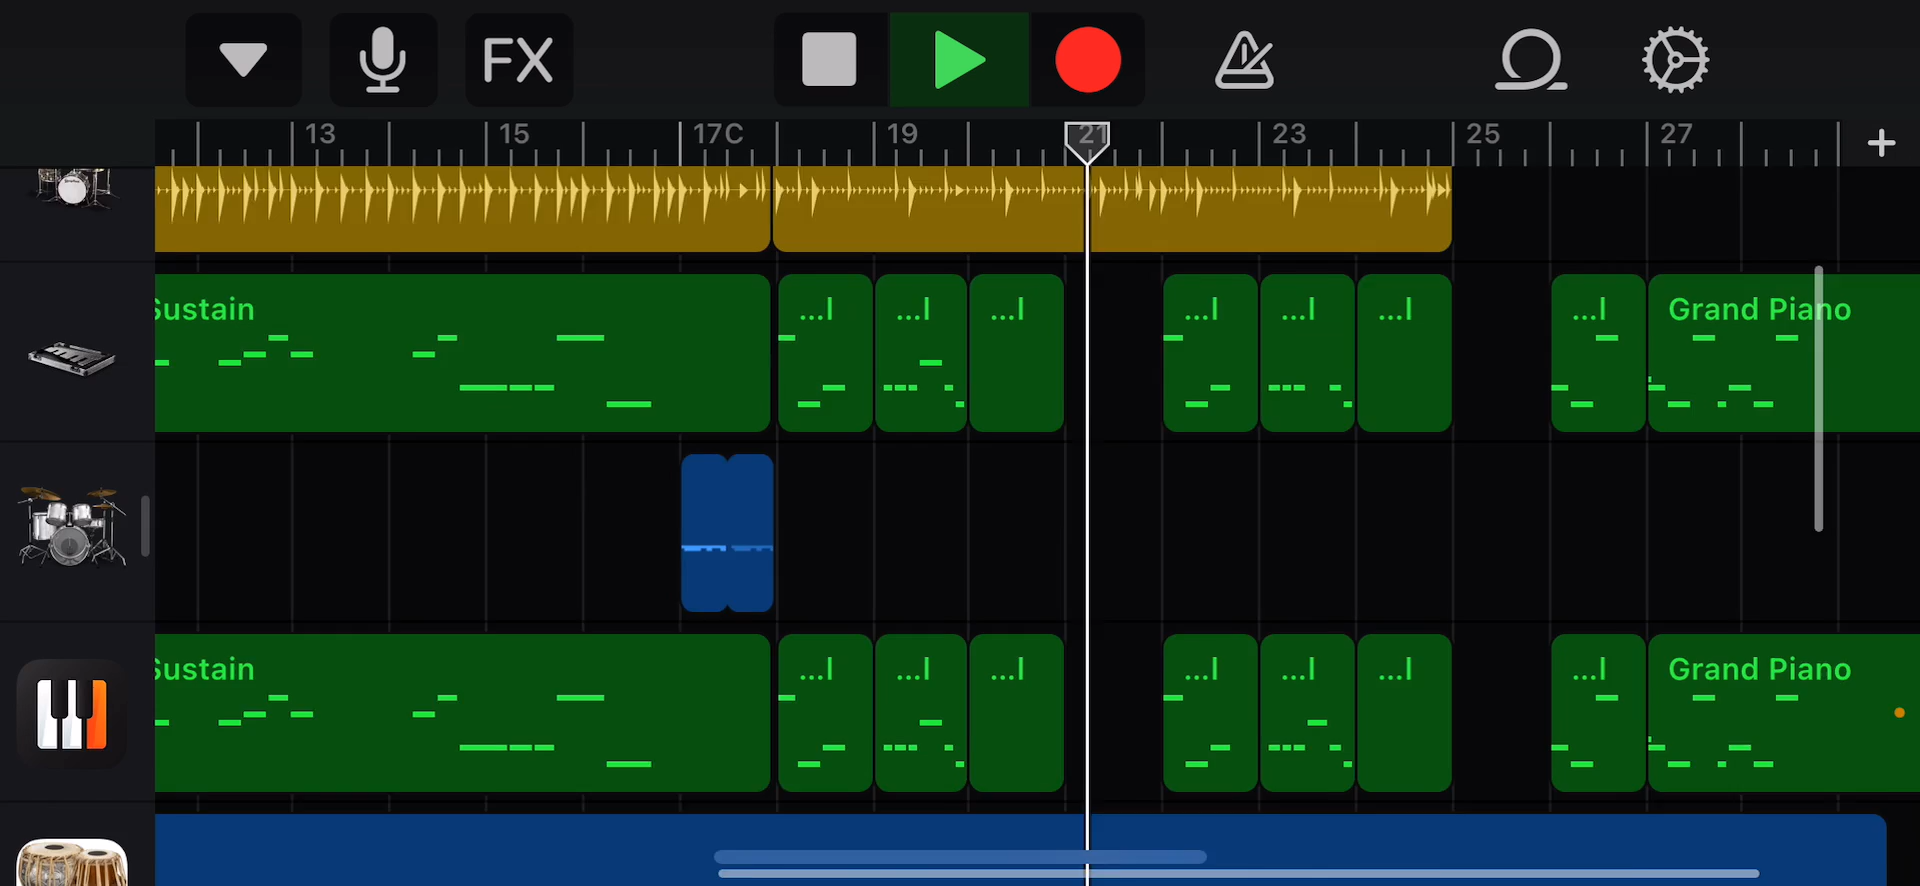 FX
13 15 17C 19 21 23 25 27
Sustain ...l ...l ...l ...l ...l ...l ...l Grand Piano
Sustain ...l ...l ...l ...l ...l ...l ...l Grand Piano